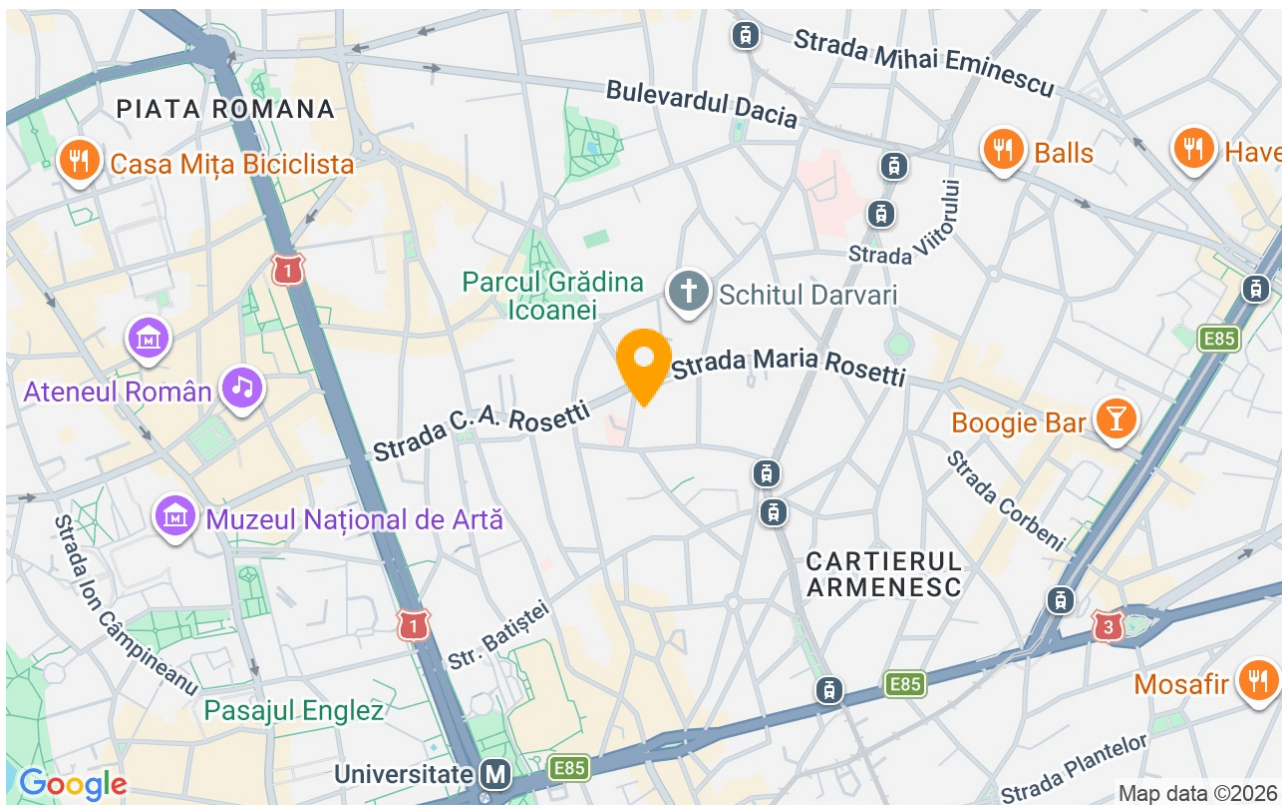 Strada Mihai Eminescu
Bulevardul Dacia
PIATA ROMANA
Casa Mița Biciclista
Balls
Have
Strada Viitorului
1
Parcul Grădina
Icoanei
Schitul Darvari
E85
Strada Maria Rosetti
Ateneul Român
Strada C. A. Rosetti
Boogie Bar
Strada Corbeni
Muzeul Național de Artă
Strada Ion Câmpineanu
CARTIERUL
ARMENESC
1
3
Str. Batiștei
E85
Mosafir
Pasajul Englez
Universitate M
E85
Strada Plantelor
Google
Map data ©2026